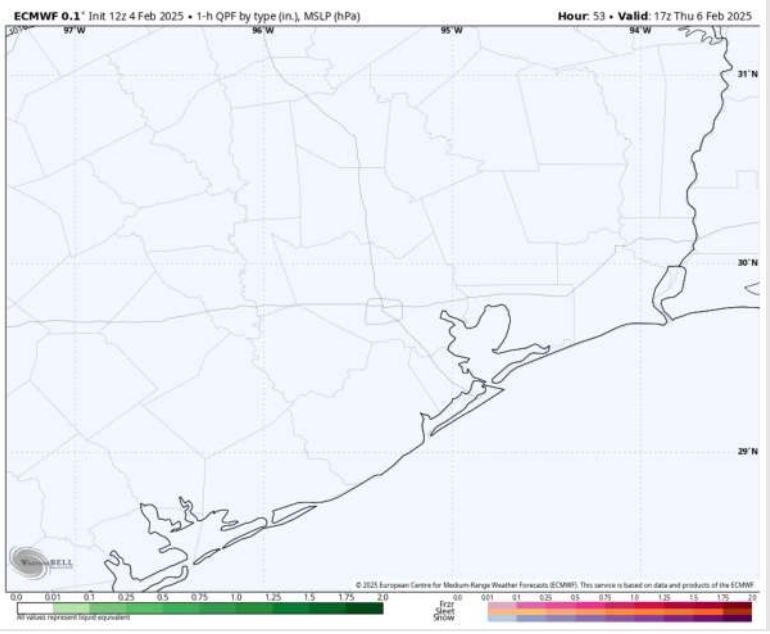 ECMWF 0.1° Init 12z 4 Feb 2025 • 1-h QPF by type (in.), MSLP (hPa)
Hour: 53 • Valid: 17z Thu 6 Feb 2025
97°W 96°W 95°W 94°W
31°N
30°N
29°N
WeatherBELL
© 2025 European Centre for Medium-Range Weather Forecasts (ECMWF). This service is based on data and products of the ECMWF
0.0 0.01 0.1 0.25 0.5 0.75 1.0 1.25 1.5 1.75 2.0
All values represent liquid equivalent
0.0 0.01 0.1 0.25 0.5 0.75 1.0 1.25 1.5 1.75 2.0
Frzr
Sleet
Snow